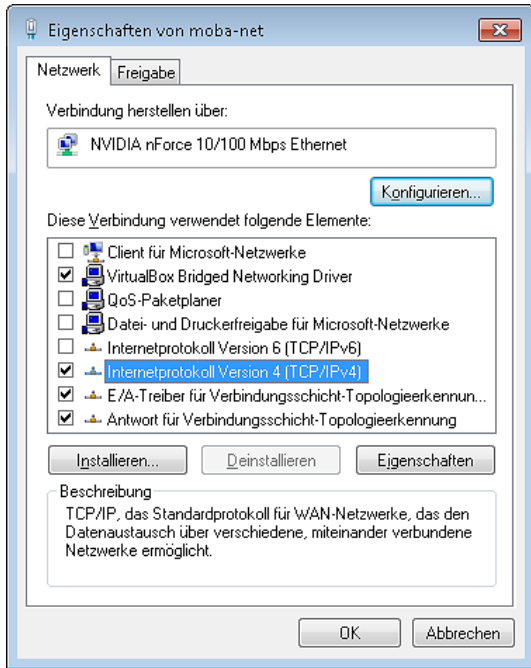 Eigenschaften von moba-net
Netzwerk
Freigabe
Verbindung herstellen über:
NVIDIA nForce 10/100 Mbps Ethernet
Konfigurieren...
Diese Verbindung verwendet folgende Elemente:
Client für Microsoft-Netzwerke
VirtualBox Bridged Networking Driver
QoS-Paketplaner
Datei- und Druckerfreigabe für Microsoft-Netzwerke
Internetprotokoll Version 6 (TCP/IPv6)
Internetprotokoll Version 4 (TCP/IPv4)
E/A-Treiber für Verbindungsschicht-Topologieerkennun...
Antwort für Verbindungsschicht-Topologieerkennung
Installieren...
Deinstallieren
Eigenschaften
Beschreibung
TCP/IP, das Standardprotokoll für WAN-Netzwerke, das den
Datenaustausch über verschiedene, miteinander verbundene
Netzwerke ermöglicht.
OK
Abbrechen